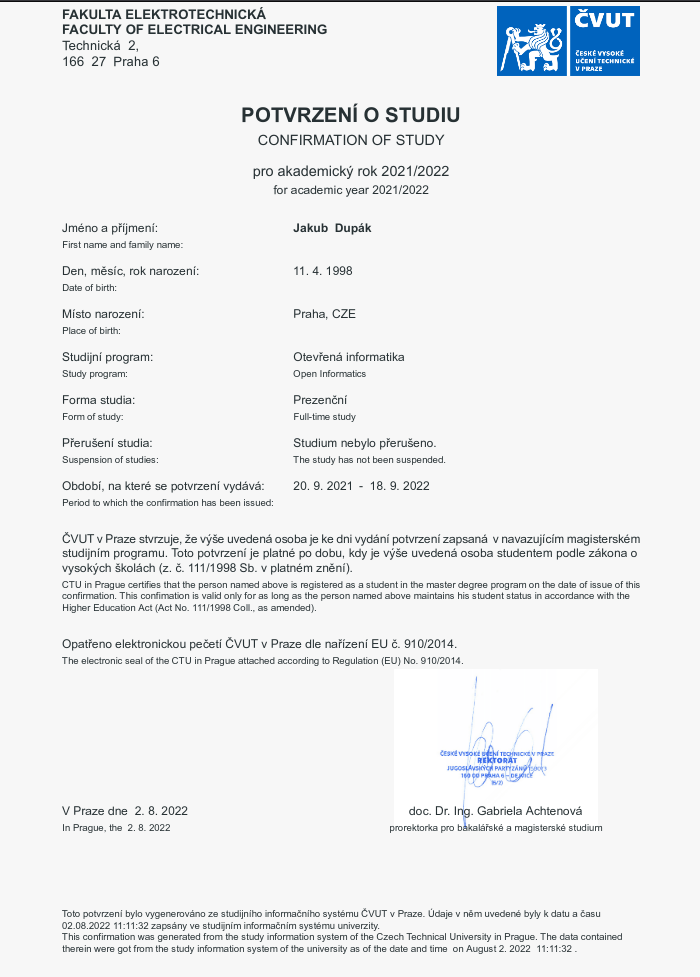 FAKULTA ELEKTROTECHNICKÁ
FACULTY OF ELECTRICAL ENGINEERING
Technická 2,
166 27 Praha 6
ČVUT
ČESKÉ VYSOKÉ
UČENÍ TECHNICKÉ
V PRAZE
POTVRZENÍ O STUDIU
CONFIRMATION OF STUDY
pro akademický rok 2021/2022
for academic year 2021/2022
Jméno a příjmení: Jakub Dupák
First name and family name:
Den, měsíc, rok narození: 11. 4. 1998
Date of birth:
Místo narození: Praha, CZE
Place of birth:
Studijní program: Otevřená informatika
Study program: Open Informatics
Forma studia: Prezenční
Form of study: Full-time study
Přerušení studia: Studium nebylo přerušeno.
Suspension of studies: The study has not been suspended.
Období, na které se potvrzení vydává: 20. 9. 2021 - 18. 9. 2022
Period to which the confirmation has been issued:
ČVUT v Praze stvrzuje, že výše uvedená osoba je ke dni vydání potvrzení zapsaná v navazujícím magisterském
studijním programu. Toto potvrzení je platné po dobu, kdy je výše uvedená osoba studentem podle zákona o
vysokých školách (z. č. 111/1998 Sb. v platném znění).
CTU in Prague certifies that the person named above is registered as a student in the master degree program on the date of issue of this
confirmation. This confimation is valid only for as long as the person named above maintains his student status in accordance with the
Higher Education Act (Act No. 111/1998 Coll., as amended).
Opatřeno elektronickou pečetí ČVUT v Praze dle nařízení EU č. 910/2014.
The electronic seal of the CTU in Prague attached according to Regulation (EU) No. 910/2014.
ČESKÉ VYSOKÉ UČENÍ TECHNICKÉ V PRAZE
REKTORÁT
JUGOSLÁVSKÝCH PARTYZÁNŮ
160 00 PRAHA 6 - DEJVICE
V Praze dne 2. 8. 2022 doc. Dr. Ing. Gabriela Achtenová
In Prague, the 2. 8. 2022 prorektorka pro bakalářské a magisterské studium
Toto potvrzení bylo vygenerováno ze studijního informačního systému ČVUT v Praze. Údaje v něm uvedené byly k datu a času
02.08.2022 11:11:32 zapsány ve studijním informačním systému univerzity.
This confirmation was generated from the study information system of the Czech Technical University in Prague. The data contained
therein were got from the study information system of the university as of the date and time on August 2. 2022 11:11:32 .